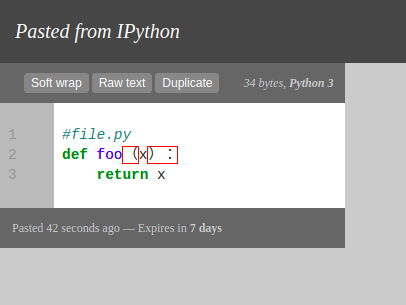 Pasted from IPython
Soft wrap Raw text Duplicate 34 bytes, Python 3
1 #file.py
2 def foo (x) :
3     return x
Pasted 42 seconds ago — Expires in 7 days